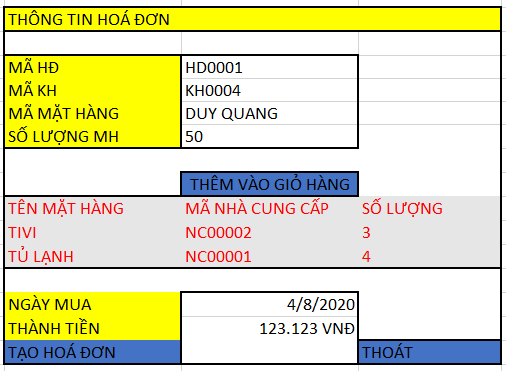 THÔNG TIN HOÁ ĐƠN
MÃ HĐ HD0001
MÃ KH KH0004
MÃ MẶT HÀNG DUY QUANG
SỐ LƯỢNG MH 50
THÊM VÀO GIỎ HÀNG
TÊN MẶT HÀNG MÃ NHÀ CUNG CẤP SỐ LƯỢNG
TIVI NC00002 3
TỦ LẠNH NC00001 4
NGÀY MUA 4/8/2020
THÀNH TIỀN 123.123 VNĐ
TẠO HOÁ ĐƠN THOÁT